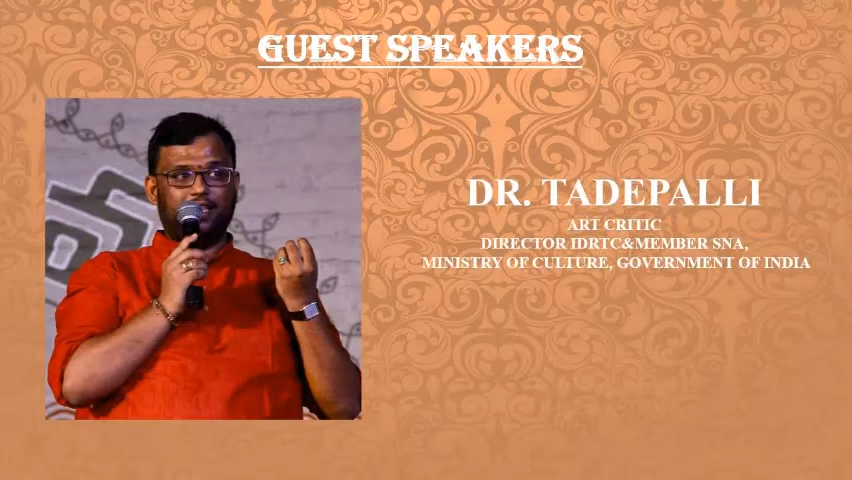 GUEST SPEAKERS
DR. TADEPALLI
ART CRITIC
DIRECTOR IDRTC&MEMBER SNA,
MINISTRY OF CULTURE, GOVERNMENT OF INDIA